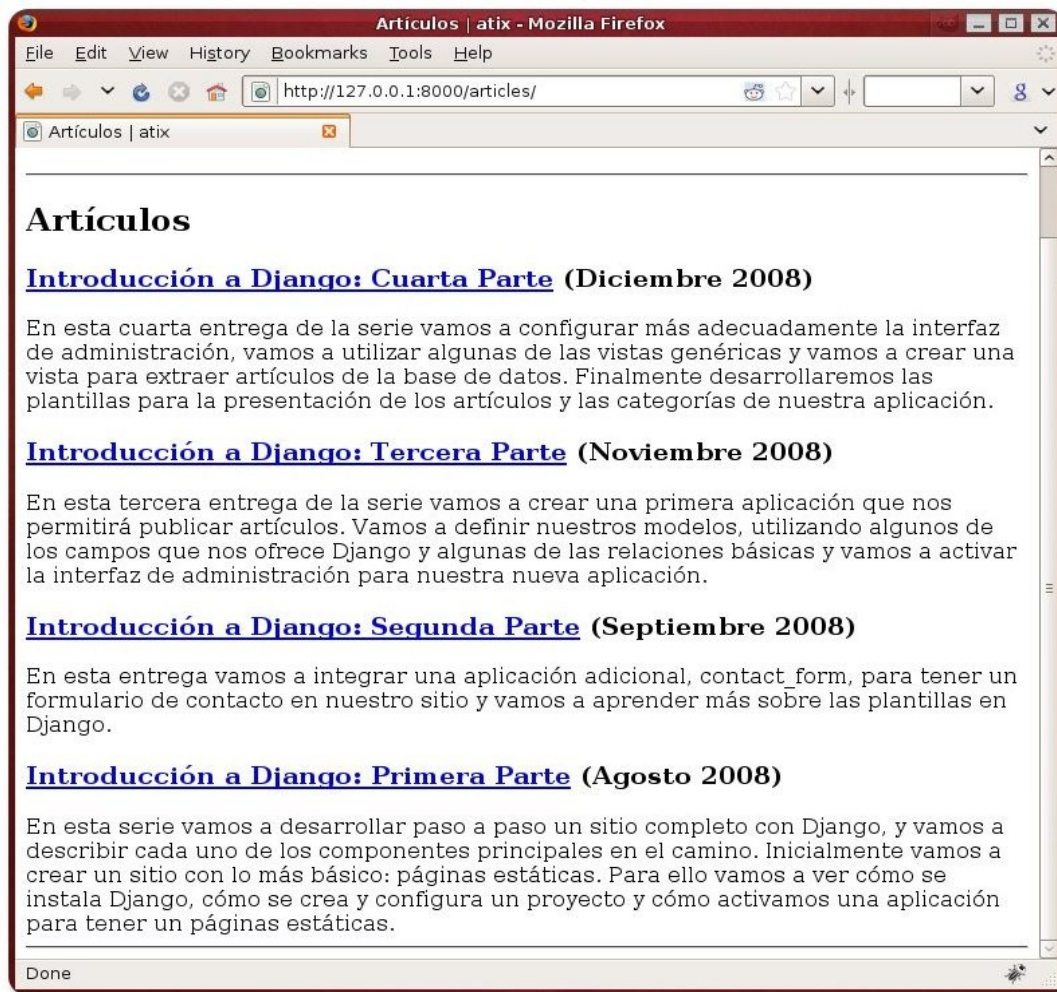 Artículos | atix - Mozilla Firefox
File Edit View History Bookmarks Tools Help
http://127.0.0.1:8000/articles/
Artículos | atix
Artículos
Introducción a Django: Cuarta Parte (Diciembre 2008)
En esta cuarta entrega de la serie vamos a configurar más adecuadamente la interfaz
de administración, vamos a utilizar algunas de las vistas genéricas y vamos a crear una
vista para extraer artículos de la base de datos. Finalmente desarrollaremos las
plantillas para la presentación de los artículos y las categorías de nuestra aplicación.
Introducción a Django: Tercera Parte (Noviembre 2008)
En esta tercera entrega de la serie vamos a crear una primera aplicación que nos
permitirá publicar artículos. Vamos a definir nuestros modelos, utilizando algunos de
los campos que nos ofrece Django y algunas de las relaciones básicas y vamos a activar
la interfaz de administración para nuestra nueva aplicación.
Introducción a Django: Segunda Parte (Septiembre 2008)
En esta entrega vamos a integrar una aplicación adicional, contact_form, para tener un
formulario de contacto en nuestro sitio y vamos a aprender más sobre las plantillas en
Django.
Introducción a Django: Primera Parte (Agosto 2008)
En esta serie vamos a desarrollar paso a paso un sitio completo con Django, y vamos a
describir cada uno de los componentes principales en el camino. Inicialmente vamos a
crear un sitio con lo más básico: páginas estáticas. Para ello vamos a ver cómo se
instala Django, cómo se crea y configura un proyecto y cómo activamos una aplicación
para tener un páginas estáticas.
Done